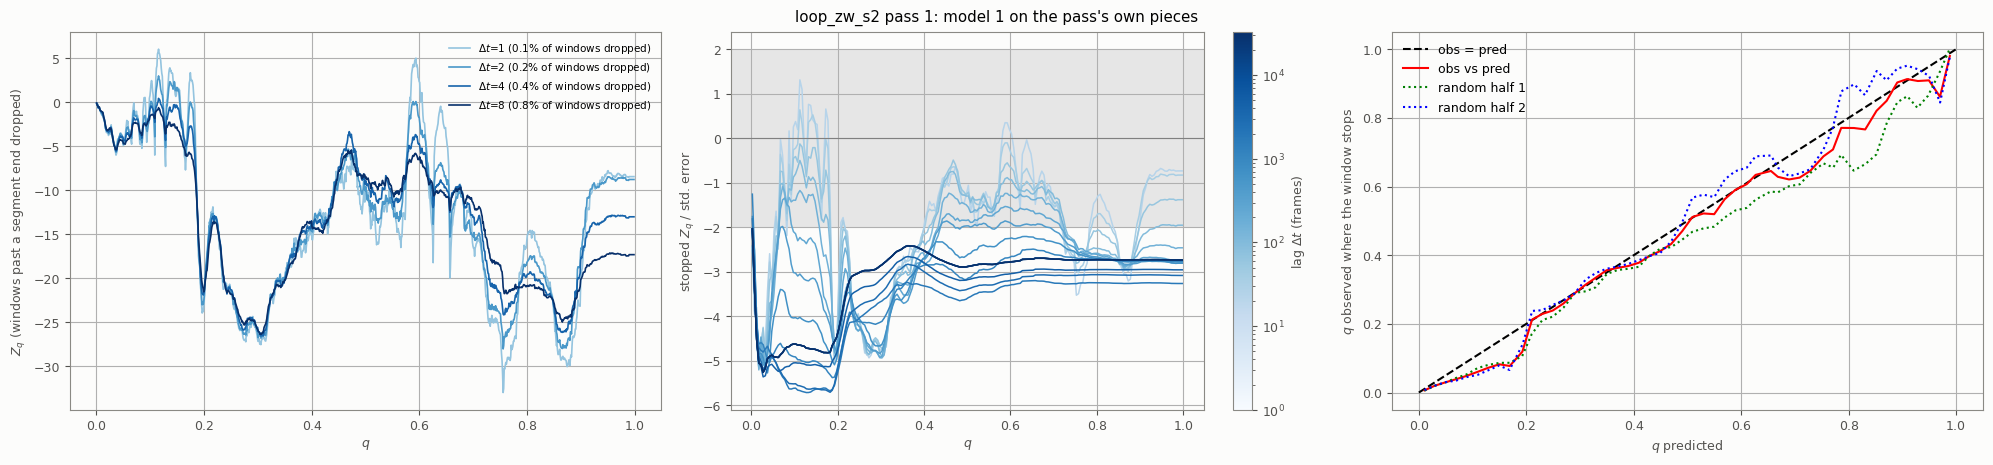 loop_zw_s2 pass 1: model 1 on the pass's own pieces
Z_q (windows past a segment end dropped)
5
0
−5
−10
−15
−20
−25
−30
0.0 0.2 0.4 0.6 0.8 1.0
q
Δt=1 (0.1% of windows dropped)
Δt=2 (0.2% of windows dropped)
Δt=4 (0.4% of windows dropped)
Δt=8 (0.8% of windows dropped)
stopped Z_q / std. error
2
1
0
−1
−2
−3
−4
−5
−6
0.0 0.2 0.4 0.6 0.8 1.0
q
10^4
10^3
10^2
10^1
10^0
lag Δt (frames)
q observed where the window stops
1.0
0.8
0.6
0.4
0.2
0.0
0.0 0.2 0.4 0.6 0.8 1.0
q predicted
obs = pred
obs vs pred
random half 1
random half 2